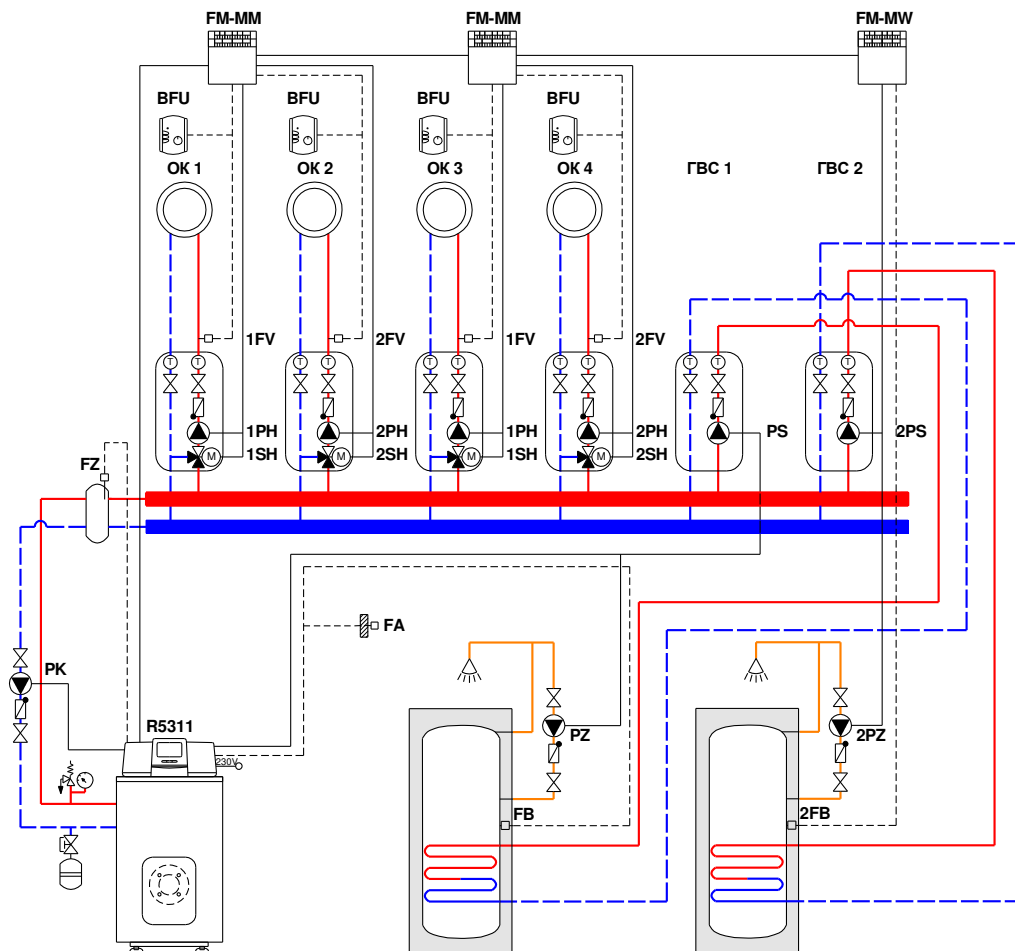 FM-MM FM-MM FM-MW
BFU BFU BFU BFU
ОК 1 ОК 2 ОК 3 ОК 4 ГВС 1 ГВС 2
1FV 2FV 1FV 2FV
T T T T T T T T T T T T
1PH 2PH 1PH 2PH PS 2PS
M 1SH M 2SH M 1SH M 2SH
FZ
FA
PK
R5311
PZ 2PZ
230V
FB 2FB